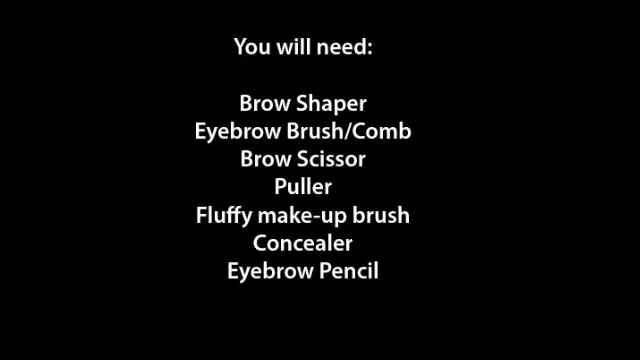 You will need:
Brow Shaper
Eyebrow Brush/Comb
Brow Scissor
Puller
Fluffy make-up brush
Concealer
Eyebrow Pencil